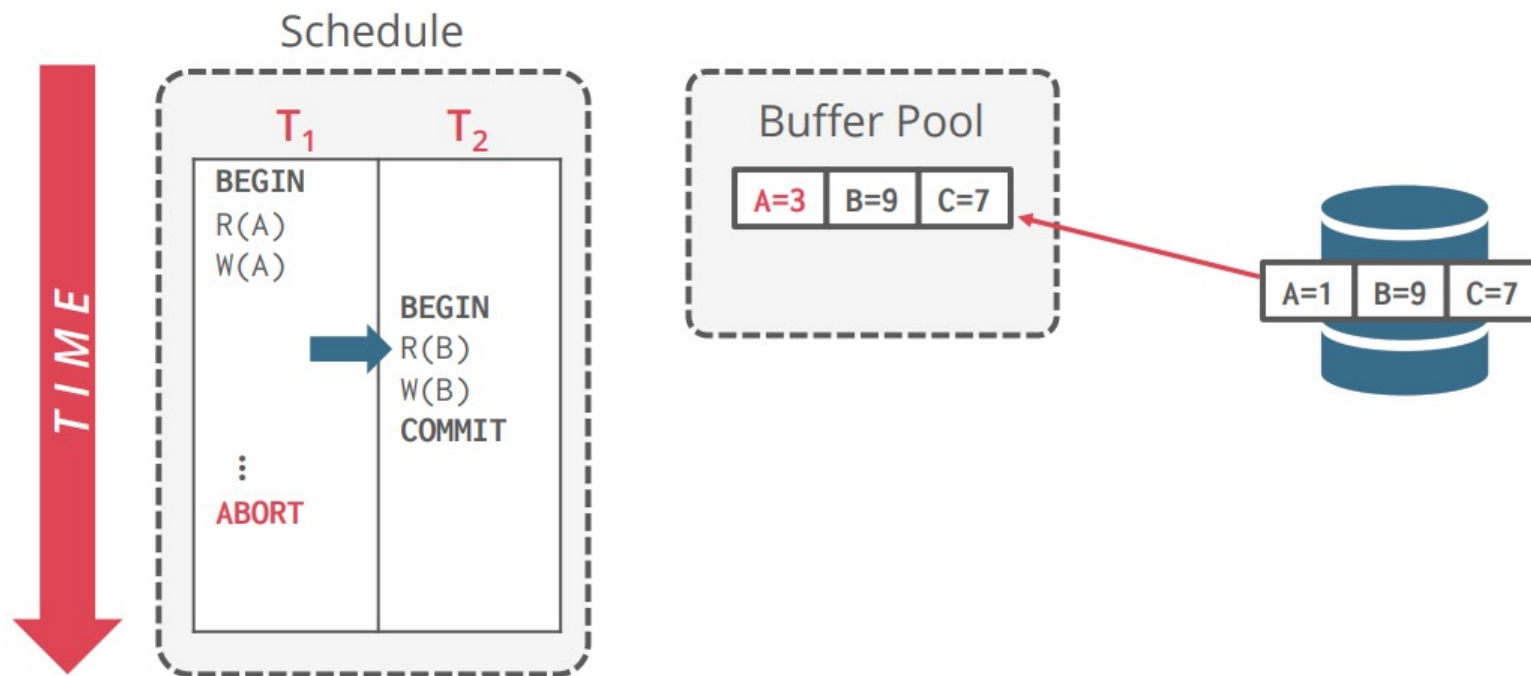 Schedule
TIME
T₁ T₂
BEGIN
R(A)
W(A)
BEGIN
R(B)
W(B)
COMMIT
⋮
ABORT
Buffer Pool
A=3 B=9 C=7
A=1 B=9 C=7